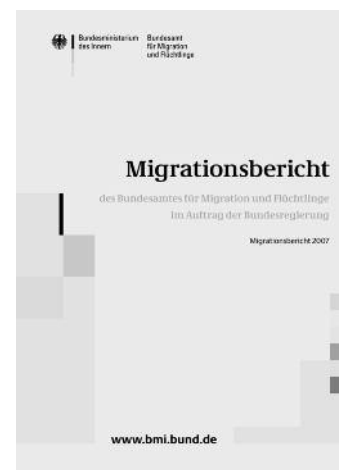 Bundesministerium
des Innern
Bundesamt
für Migration
und Flüchtlinge
Migrationsbericht
des Bundesamtes für Migration und Flüchtlinge
im Auftrag der Bundesregierung
Migrationsbericht 2007
www.bmi.bund.de